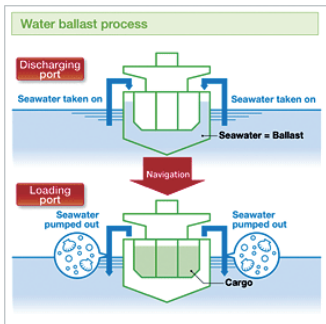 Water ballast process
Discharging
port
Seawater taken on
Seawater taken on
Seawater = Ballast
Navigation
Loading
port
Seawater
pumped out
Seawater
pumped out
Cargo